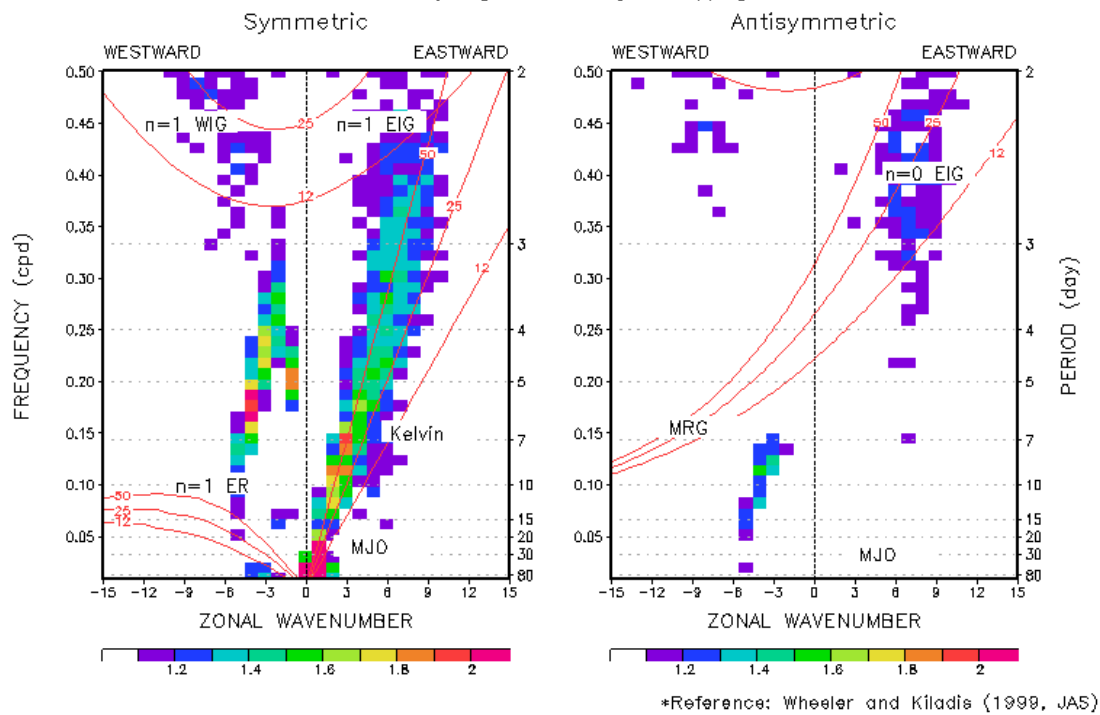 Symmetric
Antisymmetric
WESTWARD EASTWARD
WESTWARD EASTWARD
FREQUENCY (cpd)
0.50
0.45
0.40
0.35
0.30
0.25
0.20
0.15
0.10
0.05
n=1 WIG
n=1 EIG
25
12
50
25
12
Kelvin
n=1 ER
50
25
12
MJO
2
3
4
5
7
10
15
20
30
80
-15 -12 -9 -6 -3 0 3 6 9 12 15
ZONAL WAVENUMBER
1.2 1.4 1.6 1.8 2
0.50
0.45
0.40
0.35
0.30
0.25
0.20
0.15
0.10
0.05
50
25
12
n=0 EIG
MRG
MJO
2
3
4
5
7
10
15
20
30
80
PERIOD (day)
-15 -12 -9 -6 -3 0 3 6 9 12 15
ZONAL WAVENUMBER
1.2 1.4 1.6 1.8 2
*Reference: Wheeler and Kiladis (1999, JAS)